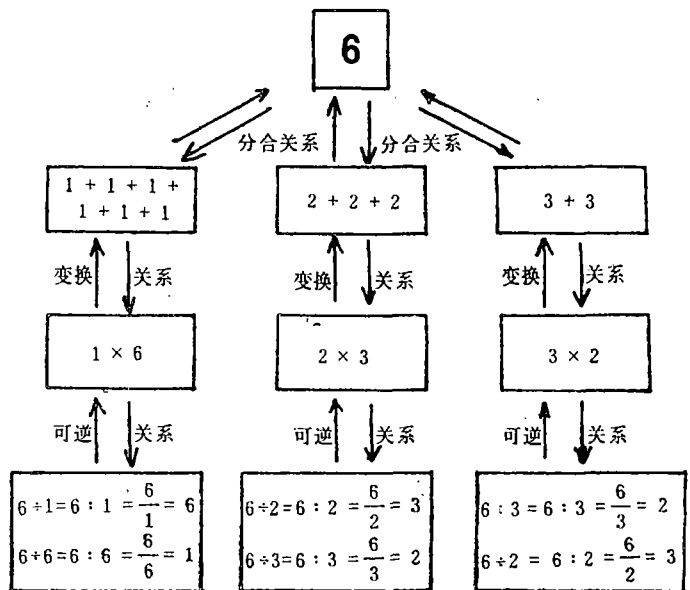 6
分合关系 分合关系
1 + 1 + 1 +
1 + 1 + 1
2 + 2 + 2
3 + 3
变换 关系 变换 关系 变换 关系
1 × 6
2 × 3
3 × 2
可逆 关系 可逆 关系 可逆 关系
6÷1=6：1=6/1=6
6÷6=6：6=6/6=1
6÷2=6：2=6/2=3
6÷3=6：3=6/3=2
6：3=6：3=6/3=2
6÷2=6：2=6/2=3